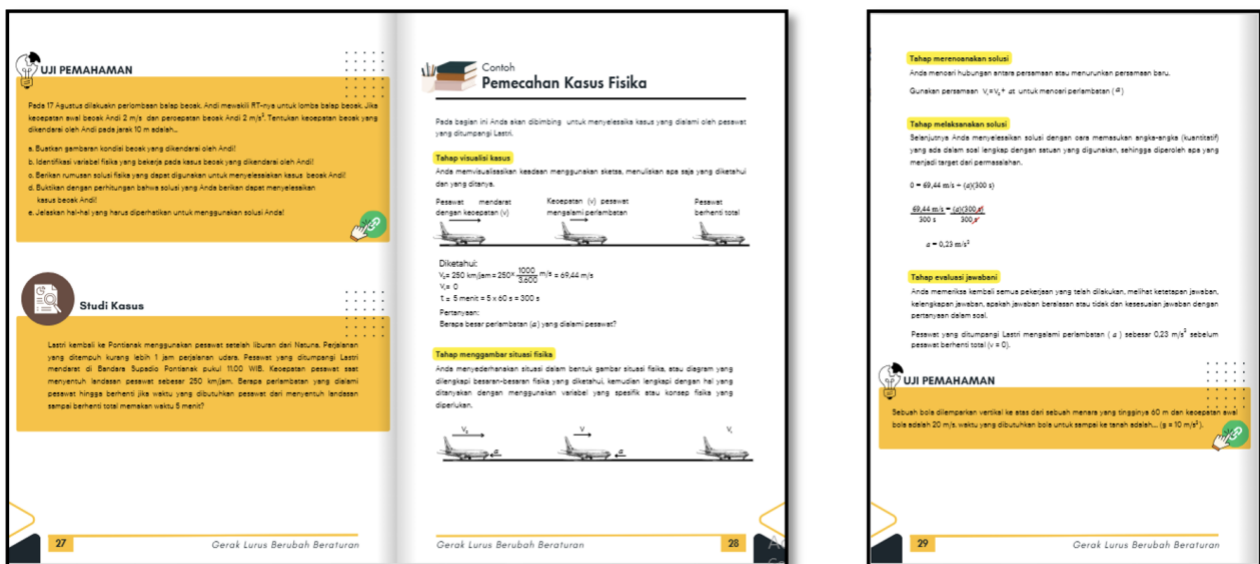 UJI PEMAHAMAN
Pada 17 Agustus dilakuakn perlombaan balap becak. Andi mewakili RT-nya untuk lomba balap becak. Jika
kecepatan awal becak Andi 2 m/s dan percepatan becak Andi 2 m/s². Tentukan kecepatan becak yang
dikendarai oleh Andi pada jarak 10 m adalah...
a. Buatkan gambaran kondisi becak yang dikendarai oleh Andi!
b. Identifikasi variabel fisika yang bekerja pada kasus becak yang dikendarai oleh Andi!
c. Berikan rumusan solusi fisika yang dapat digunakan untuk menyelesaiakan kasus becak Andi!
d. Buktikan dengan perhitungan bahwa solusi yang Anda berikan dapat menyelesaikan
kasus becak Andi!
e. Jelaskan hal-hal yang harus diperhatikan untuk menggunakan solusi Anda!
Studi Kasus
Lastri kembali ke Pontianak menggunakan pesawat setelah liburan dari Natuna. Perjalanan
yang ditempuh kurang lebih 1 jam perjalanan udara. Pesawat yang ditumpangi Lastri
mendarat di Bandara Supadio Pontianak pukul 11.00 WIB. Kecepatan pesawat saat
menyentuh landasan pesawat sebesar 250 km/jam. Berapa perlambatan yang dialami
pesawat hingga berhenti jika waktu yang dibutuhkan pesawat dari menyentuh landasan
sampai berhenti total memakan waktu 5 menit?
27
Gerak Lurus Berubah Beraturan
Contoh
Pemecahan Kasus Fisika
Pada bagian ini Anda akan dibimbing untuk menyelesaika kasus yang dialami oleh pesawat
yang ditumpangi Lastri.
Tahap visualisi kasus
Anda memvisualisasikan keadaan menggunakan sketsa, menuliskan apa saja yang diketahui
dan yang ditanya.
Pesawat mendarat Kecepatan (v) pesawat Pesawat
dengan kecepatan (v) mengalami perlambatan berhenti total
Diketahui:
V₀= 250 km/jam = 250× 1000/3.600 m/s = 69,44 m/s
Vₜ= 0
t = 5 menit = 5 x 60 s = 300 s
Pertanyaan:
Berapa besar perlambatan (a) yang dialami pesawat?
Tahap menggambar situasi fisika
Anda menyederhanakan situasi dalam bentuk gambar situasi fisika, atau diagram yang
dilengkapi besaran-besaran fisika yang diketahui, kemudian lengkapi dengan hal yang
ditanyakan dengan menggunakan variabel yang spesifik atau konsep fisika yang
diperlukan.
V₀ V Vₜ
a a
Gerak Lurus Berubah Beraturan
28
Tahap merencanakan solusi
Anda mencari hubungan antara persamaan atau menurunkan persamaan baru.
Gunakan persamaan Vₜ=V₀+ at untuk mencari perlambatan (a)
Tahap melaksanakan solusi
Selanjutnya Anda menyelesaikan solusi dengan cara memasukan angka-angka (kuantitatif)
yang ada dalam soal lengkap dengan satuan yang digunakan, sehingga diperoleh apa yang
menjadi target dari permasalahan.
0 = 69,44 m/s + (a)(300 s)
69,44 m/s = (a)(300 s)
300 s 300 s
a = 0,23 m/s²
Tahap evaluasi jawabani
Anda memeriksa kembali semua pekerjaan yang telah dilakukan, melihat ketetapan jawaban,
kelengkapan jawaban, apakah jawaban beralasan atau tidak dan kesesuaian jawaban dengan
pertanyaan dalam soal.
Pesawat yang ditumpangi Lastri mengalami perlambatan ( a ) sebesar 0,23 m/s² sebelum
pesawat berhenti total (v = 0).
UJI PEMAHAMAN
Sebuah bola dilemparkan vertikal ke atas dari sebuah menara yang tingginya 60 m dan kecepatan awal
bola adalah 20 m/s. waktu yang dibutuhkan bola untuk sampai ke tanah adalah... (g = 10 m/s²).
29
Gerak Lurus Berubah Beraturan